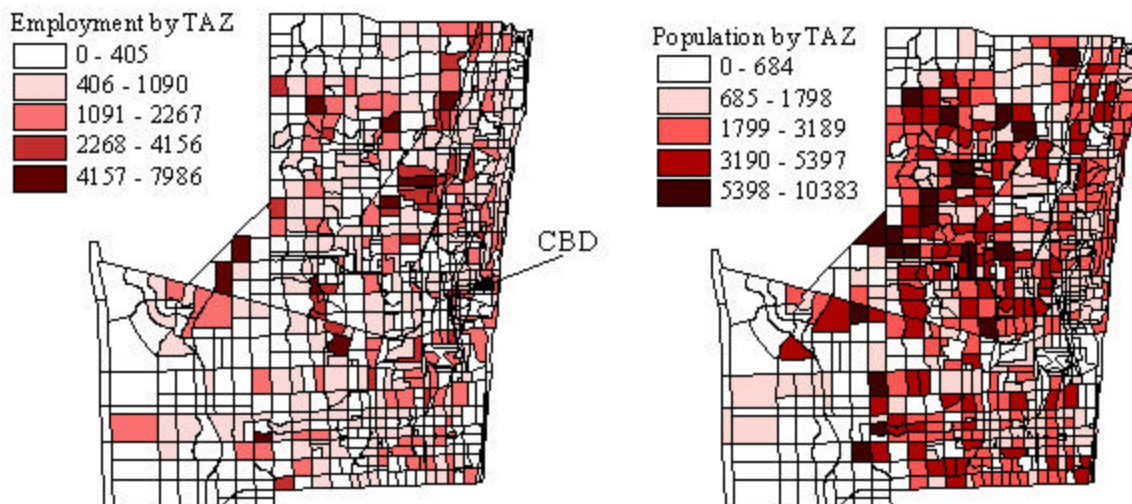 Employment by TAZ
0 - 405
406 - 1090
1091 - 2267
2268 - 4156
4157 - 7986
CBD
Population by TAZ
0 - 684
685 - 1798
1799 - 3189
3190 - 5397
5398 - 10383